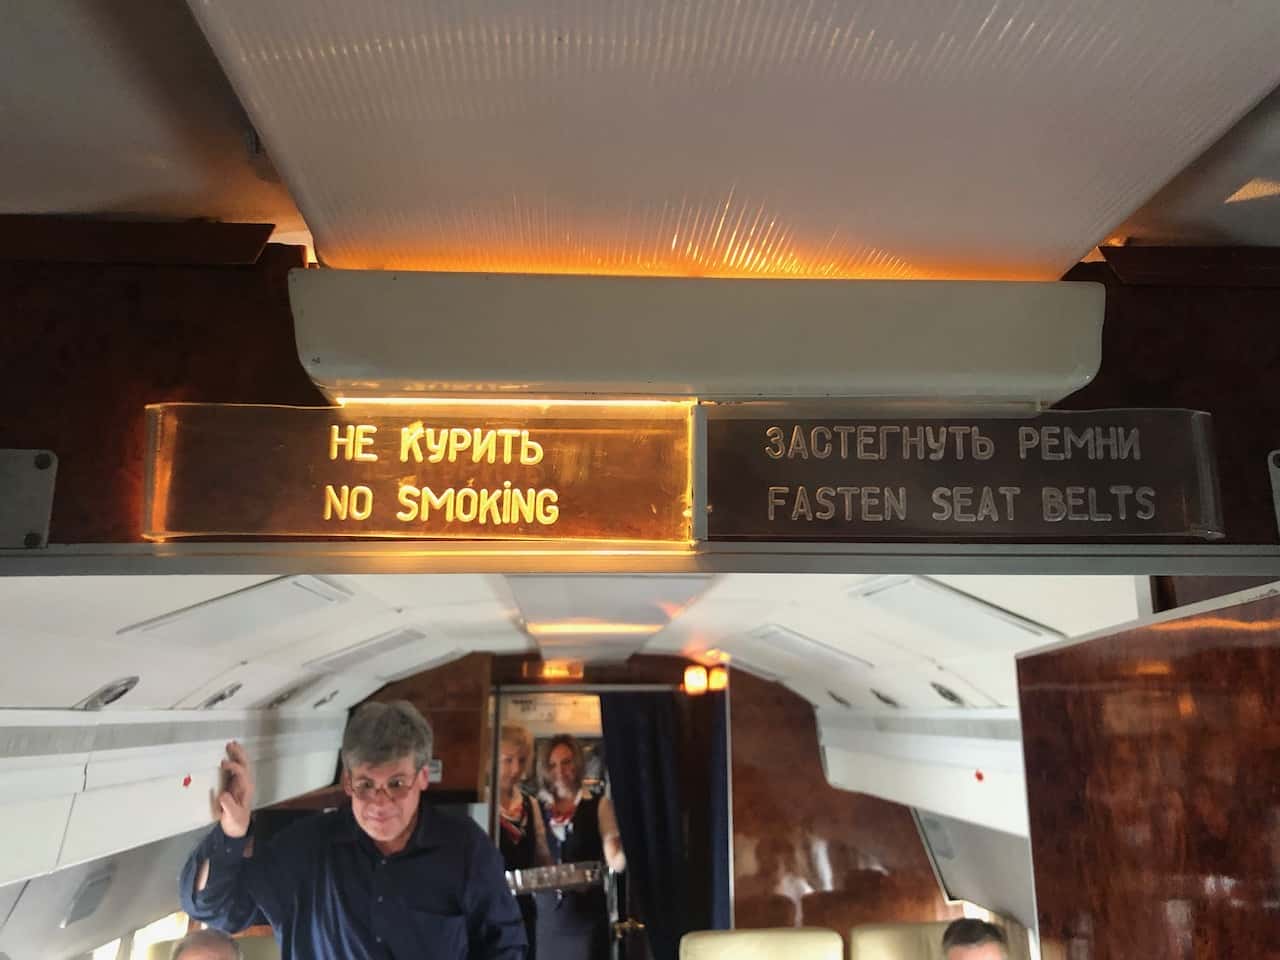 НЕ КУРИТЬ
NO SMOKiNG
ЗАСТЕГНУТЬ РЕМНИ
FASTEN SEAT BELTS